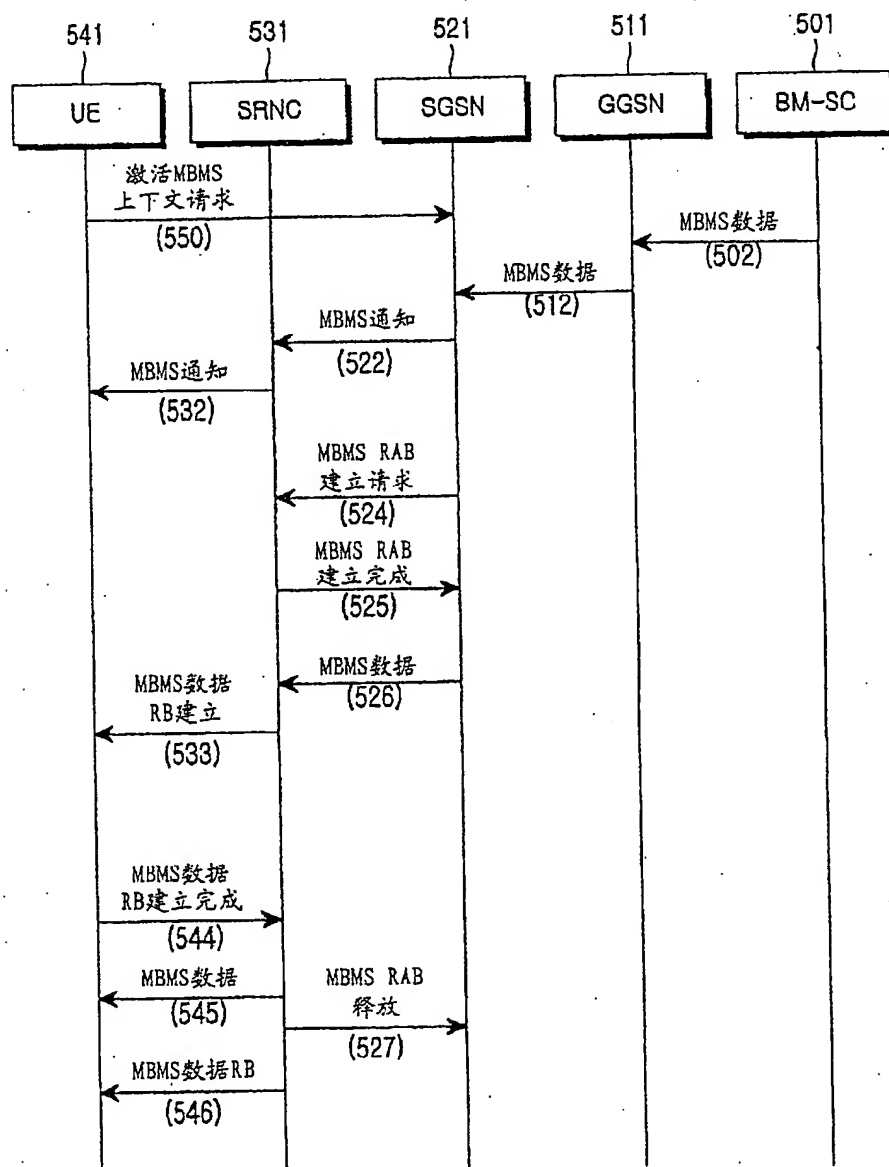 541 531 521 511 501
UE SRNC SGSN GGSN BM-SC
激活MBMS
上下文请求
(550)
MBMS数据
(502)
MBMS数据
(512)
MBMS通知
(522)
MBMS通知
(532)
MBMS RAB
建立请求
(524)
MBMS RAB
建立完成
(525)
MBMS数据
(526)
MBMS数据
RB建立
(533)
MBMS数据
RB建立完成
(544)
MBMS数据
(545)
MBMS RAB
释放
(527)
MBMS数据RB
(546)